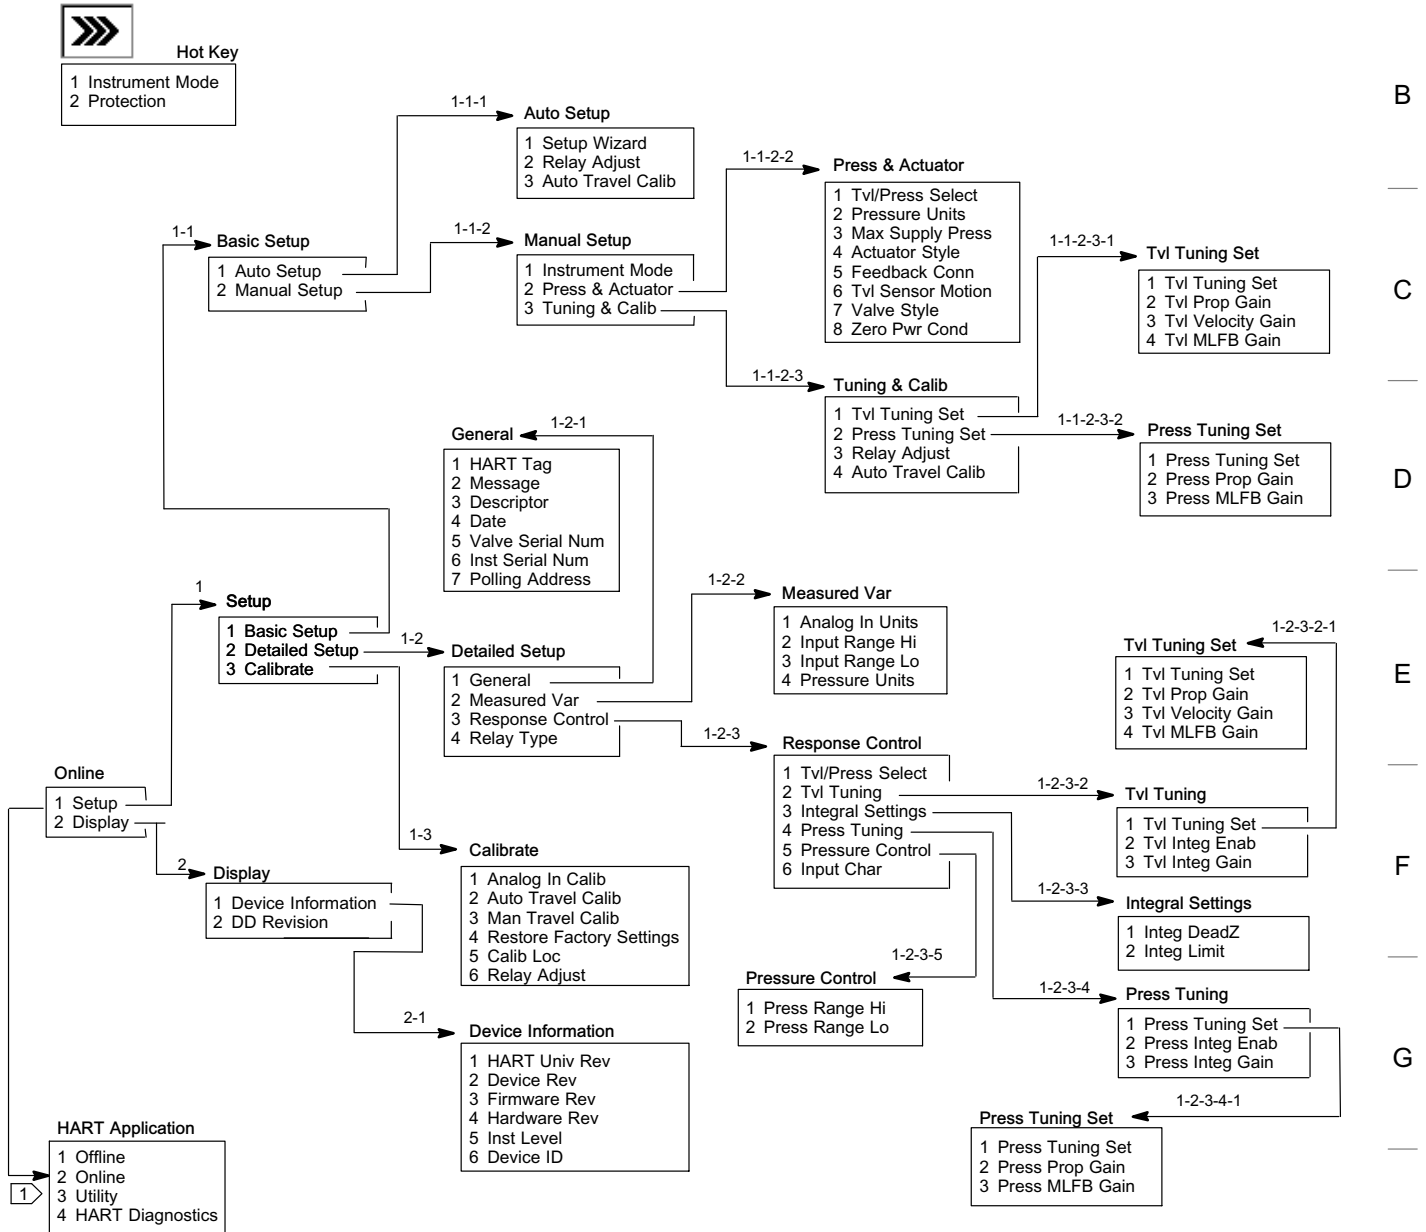 Hot Key
1 Instrument Mode
2 Protection
B
1-1-1
Auto Setup
1 Setup Wizard
2 Relay Adjust
3 Auto Travel Calib
1-1-2-2
Press & Actuator
1 Tvl/Press Select
2 Pressure Units
3 Max Supply Press
4 Actuator Style
5 Feedback Conn
6 Tvl Sensor Motion
7 Valve Style
8 Zero Pwr Cond
1-1
Basic Setup
1 Auto Setup
2 Manual Setup
1-1-2
Manual Setup
1 Instrument Mode
2 Press & Actuator
3 Tuning & Calib
1-1-2-3-1
Tvl Tuning Set
1 Tvl Tuning Set
2 Tvl Prop Gain
3 Tvl Velocity Gain
4 Tvl MLFB Gain
C
1-1-2-3
Tuning & Calib
1 Tvl Tuning Set
2 Press Tuning Set
3 Relay Adjust
4 Auto Travel Calib
1-1-2-3-2
Press Tuning Set
1 Press Tuning Set
2 Press Prop Gain
3 Press MLFB Gain
D
1-2-1
General
1 HART Tag
2 Message
3 Descriptor
4 Date
5 Valve Serial Num
6 Inst Serial Num
7 Polling Address
1
Setup
1 Basic Setup
2 Detailed Setup
3 Calibrate
1-2
Detailed Setup
1 General
2 Measured Var
3 Response Control
4 Relay Type
1-2-2
Measured Var
1 Analog In Units
2 Input Range Hi
3 Input Range Lo
4 Pressure Units
1-2-3-2-1
Tvl Tuning Set
1 Tvl Tuning Set
2 Tvl Prop Gain
3 Tvl Velocity Gain
4 Tvl MLFB Gain
E
1-2-3
Response Control
1 Tvl/Press Select
2 Tvl Tuning
3 Integral Settings
4 Press Tuning
5 Pressure Control
6 Input Char
1-2-3-2
Tvl Tuning
1 Tvl Tuning Set
2 Tvl Integ Enab
3 Tvl Integ Gain
F
Online
1 Setup
2 Display
2
Display
1 Device Information
2 DD Revision
1-3
Calibrate
1 Analog In Calib
2 Auto Travel Calib
3 Man Travel Calib
4 Restore Factory Settings
5 Calib Loc
6 Relay Adjust
1-2-3-3
Integral Settings
1 Integ DeadZ
2 Integ Limit
1-2-3-5
Pressure Control
1 Press Range Hi
2 Press Range Lo
1-2-3-4
Press Tuning
1 Press Tuning Set
2 Press Integ Enab
3 Press Integ Gain
G
2-1
Device Information
1 HART Univ Rev
2 Device Rev
3 Firmware Rev
4 Hardware Rev
5 Inst Level
6 Device ID
1-2-3-4-1
Press Tuning Set
1 Press Tuning Set
2 Press Prop Gain
3 Press MLFB Gain
HART Application
1 Offline
2 Online
3 Utility
4 HART Diagnostics
1